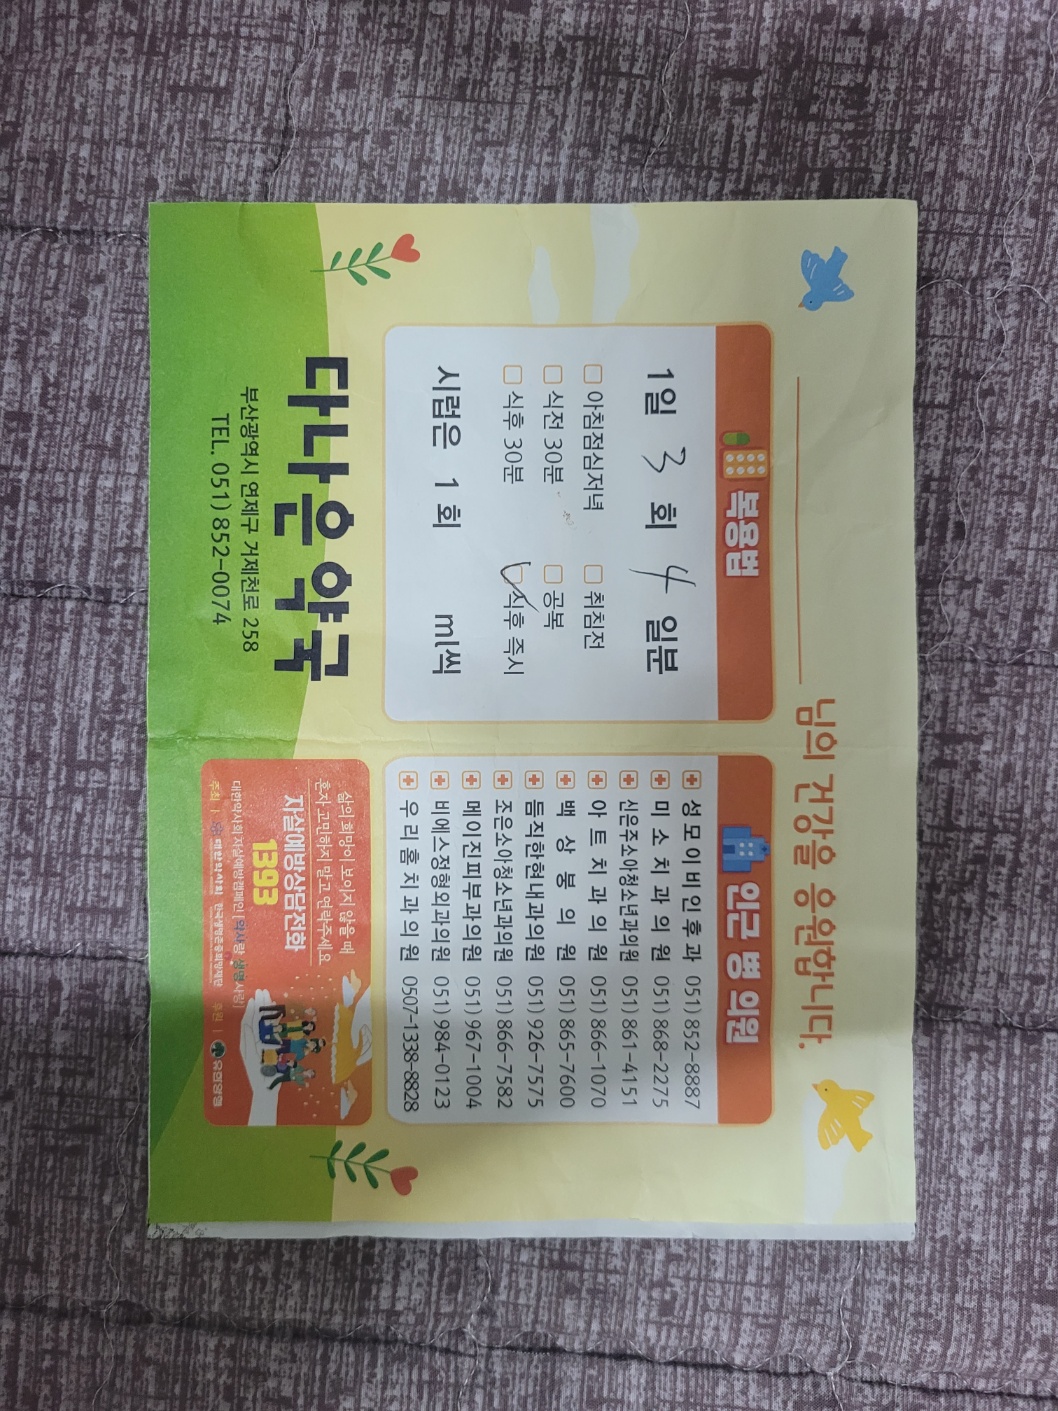 님의 건강을 응원합니다.
복용법
1일 3 회 4 일분
아침점심저녁 취침전
식전 30분 공복
식후 30분 식후 즉시
시럽은 1 회 ml씩
인근 병 의원
성모이비인후과 051) 852-8887
미소치과의원 051) 868-2275
신은주소아청소년과의원 051) 861-4151
아트치과의원 051) 866-1070
백상봉의원 051) 865-7600
듬직한현내과의원 051) 926-7575
조은소아청소년과의원 051) 866-7582
메이진피부과의원 051) 967-1004
비에스정형외과의원 051) 984-0123
우리홈치과의원 0507-1338-8828
다나은약국
부산광역시 연제구 거제천로 258
TEL. 051) 852-0074
삶의 희망이 보이지 않을 때
혼자 고민하지 말고 연락주세요
자살예방상담전화
1393
대한약사회 자살예방캠페인 | 약사랑 생명사랑
주최 | 대한약사회 한국생명존중희망재단 후원 | 유한양행